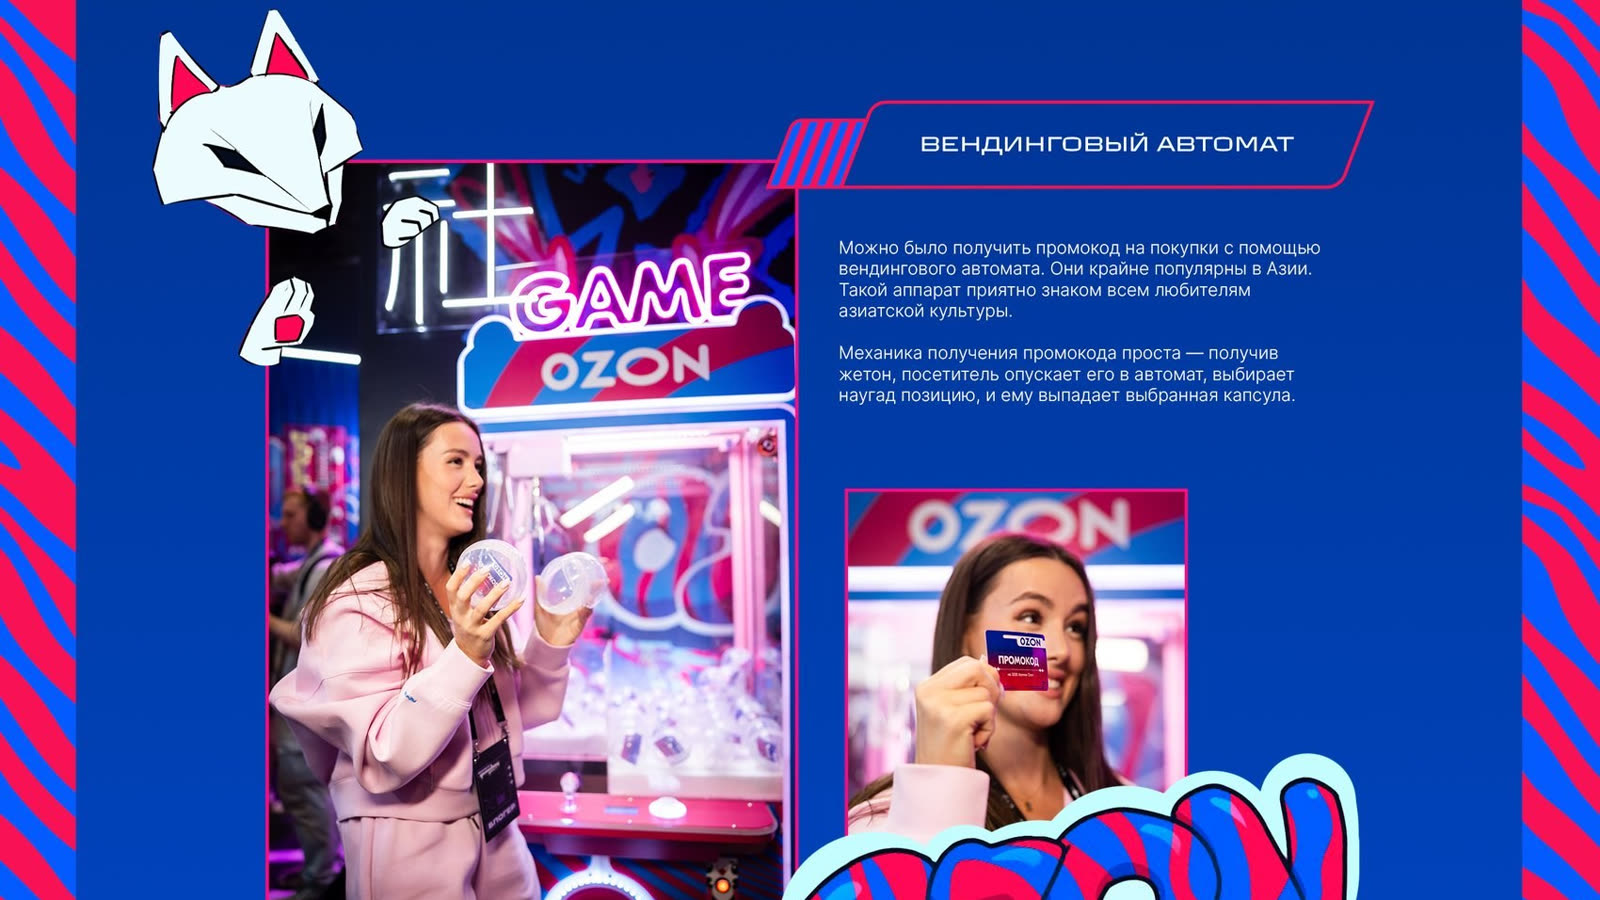 ВЕНДИНГОВЫЙ АВТОМАТ
Можно было получить промокод на покупки с помощью
вендингового автомата. Они крайне популярны в Азии.
Такой аппарат приятно знаком всем любителям
азиатской культуры.
Механика получения промокода проста — получив
жетон, посетитель опускает его в автомат, выбирает
наугад позицию, и ему выпадает выбранная капсула.
社
GAME
OZON
БЛОГЕР
OZON
OZON
ПРОМОКОД